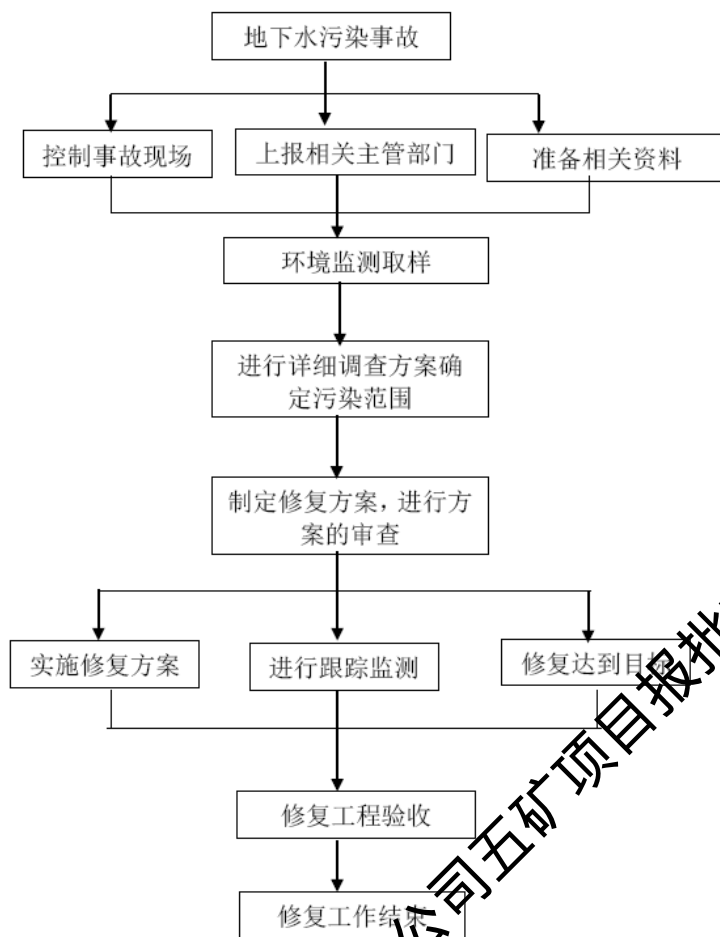 地下水污染事故
控制事故现场
上报相关主管部门
准备相关资料
环境监测取样
进行详细调查方案确
定污染范围
制定修复方案，进行方
案的审查
实施修复方案
进行跟踪监测
修复达到目标
修复工程验收
修复工作结束
公司五矿项目报批